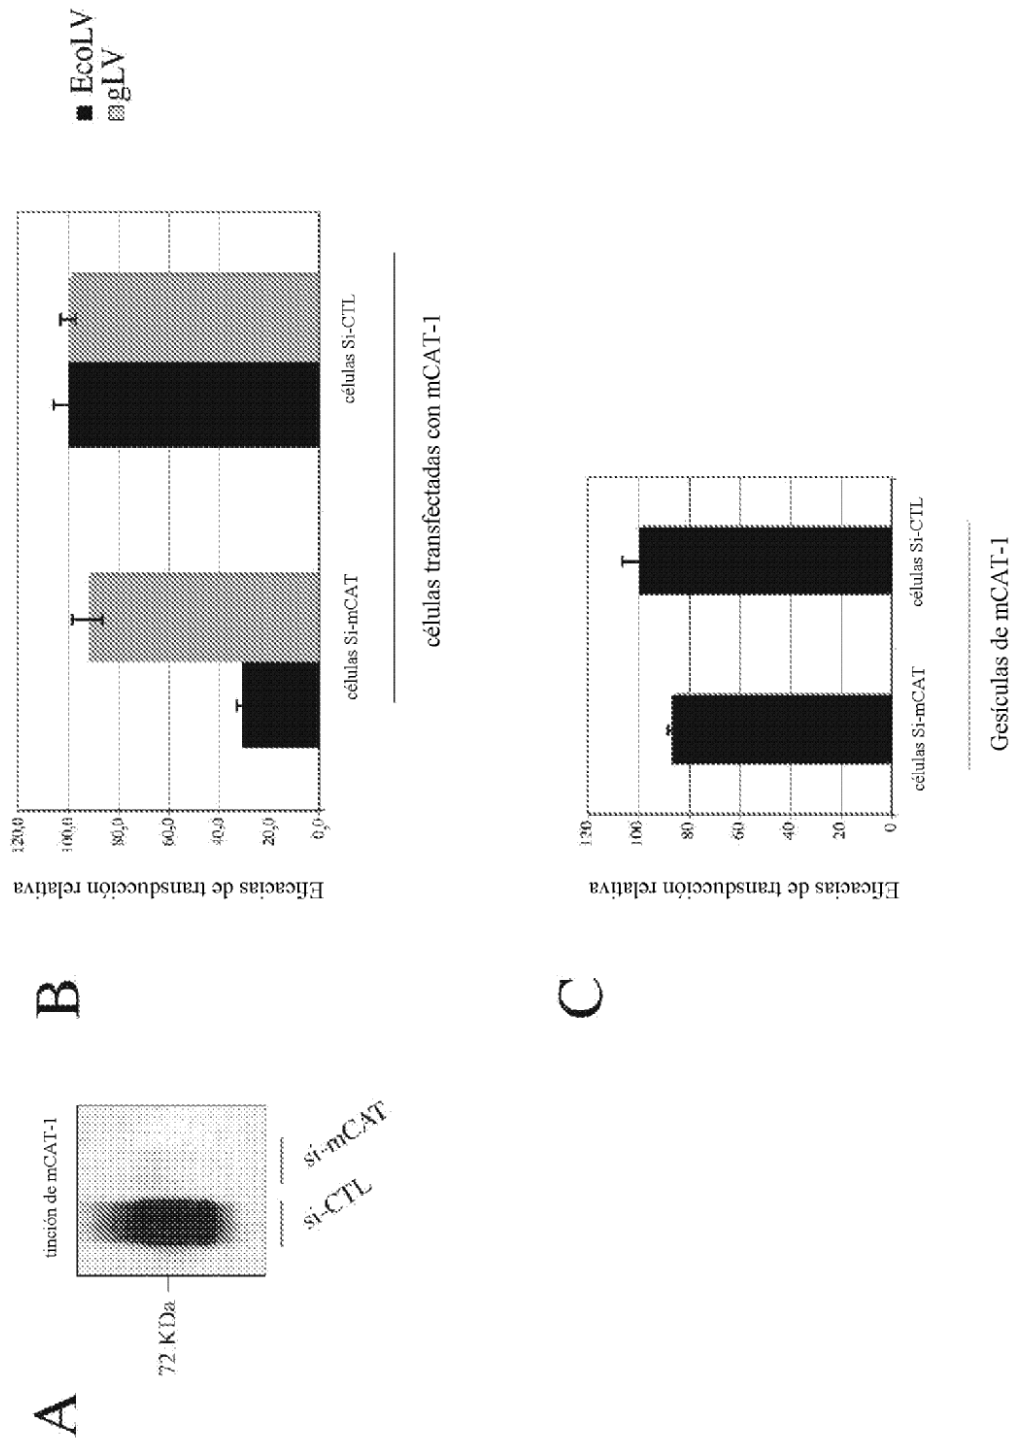 A
tinción de mCAT-1
72 KDa
si-CTL
si-mCAT
B
Eficacias de transducción relativa
120,0
100,0
80,0
60,0
40,0
20,0
0,0
células Si-mCAT
células Si-CTL
células transfectadas con mCAT-1
EcoLV
gLV
C
Eficacias de transducción relativa
120
100
80
60
40
20
0
células Si-mCAT
células Si-CTL
Gesículas de mCAT-1